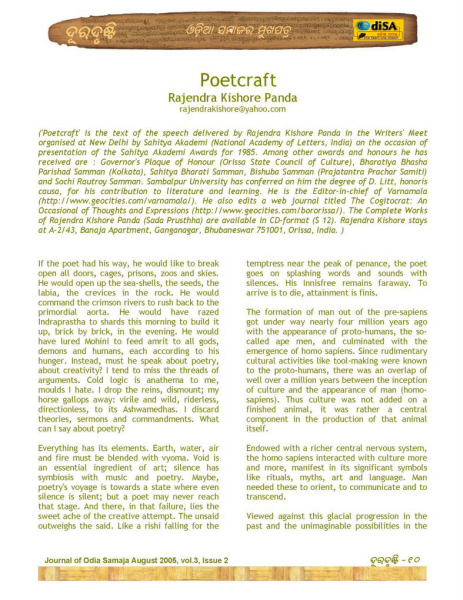 ଦୂରଦୃଷ୍ଟି ଓଡ଼ିଆ ସମାଜର ମୁଖପତ୍ର diSA
Poetcraft
Rajendra Kishore Panda
rajendrakishore@yahoo.com
('Poetcraft' is the text of the speech delivered by Rajendra Kishore Panda in the Writers' Meet
organised at New Delhi by Sahitya Akademi (National Academy of Letters, India) on the occasion of
presentation of the Sahitya Akademi Awards for 1985. Among other awards and honours he has
received are : Governor's Plaque of Honour (Orissa State Council of Culture), Bharatiya Bhasha
Parishad Samman (Kolkata), Sahitya Bharati Samman, Bishuba Samman (Prajatantra Prachar Samiti)
and Sachi Rautroy Samman. Sambalpur University has conferred on him the degree of D. Litt, honoris
causa, for his contribution to literature and learning. He is the Editor-in-chief of Varnamala
(http://www.geocities.com/varnamala/). He also edits a web journal titled The Cogitocrat: An
Occasional of Thoughts and Expressions (http://www.geocities.com/barorissa/). The Complete Works
of Rajendra Kishore Panda (Sada Prusthha) are available in CD-format ($ 12). Rajendra Kishore stays
at A-2/43, Banaja Apartment, Ganganagar, Bhubaneswar 751001, Orissa, India. )
If the poet had his way, he would like to break
open all doors, cages, prisons, zoos and skies.
He would open up the sea-shells, the seeds, the
labia, the crevices in the rock. He would
command the crimson rivers to rush back to the
primordial aorta. He would have razed
Indraprastha to shards this morning to build it
up, brick by brick, in the evening. He would
have lured Mohini to feed amrit to all gods,
demons and humans, each according to his
hunger. Instead, must he speak about poetry,
about creativity? I tend to miss the threads of
arguments. Cold logic is anathema to me,
moulds I hate. I drop the reins, dismount; my
horse gallops away: virile and wild, riderless,
directionless, to its Ashwamedhas. I discard
theories, sermons and commandments. What
can I say about poetry?
Everything has its elements. Earth, water, air
and fire must be blended with vyoma. Void is
an essential ingredient of art; silence has
symbiosis with music and poetry. Maybe,
poetry's voyage is towards a state where even
silence is silent; but a poet may never reach
that stage. And there, in that failure, lies the
sweet ache of the creative attempt. The unsaid
outweighs the said. Like a rishi falling for the
temptress near the peak of penance, the poet
goes on splashing words and sounds with
silences. His Innisfree remains faraway. To
arrive is to die, attainment is finis.
The formation of man out of the pre-sapiens
got under way nearly four million years ago
with the appearance of proto-humans, the so-
called ape men, and culminated with the
emergence of homo sapiens. Since rudimentary
cultural activities like tool-making were known
to the proto-humans, there was an overlap of
well over a million years between the inception
of culture and the appearance of man (homo-
sapiens). Thus culture was not added on a
finished animal, it was rather a central
component in the production of that animal
itself.
Endowed with a richer central nervous system,
the homo sapiens interacted with culture more
and more, manifest in its significant symbols
like rituals, myths, art and language. Man
needed these to orient, to communicate and to
transcend.
Viewed against this glacial progression in the
past and the unimaginable possibilities in the
Journal of Odia Samaja August 2005, vol.3, Issue 2 ଦୂରଦୃଷ୍ଟି - ୧୦